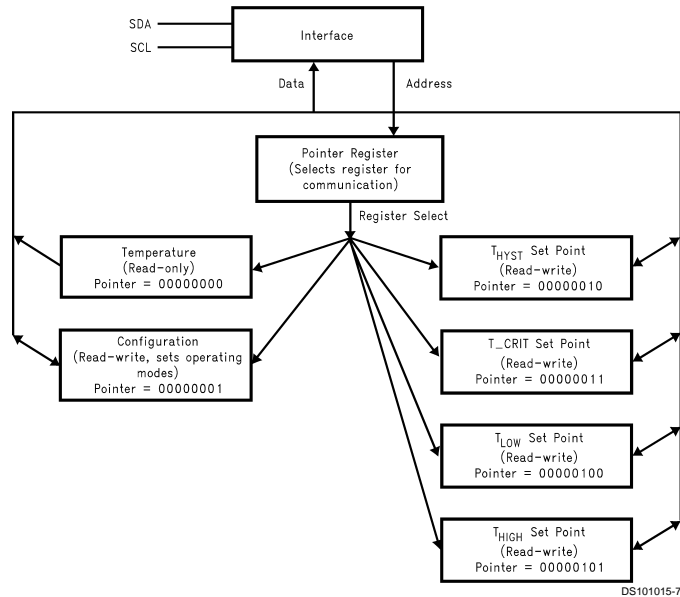 SDA
SCL
Interface
Data
Address
Pointer Register
(Selects register for
communication)
Register Select
Temperature
(Read-only)
Pointer = 00000000
Configuration
(Read-write, sets operating
modes)
Pointer = 00000001
THYST Set Point
(Read-write)
Pointer = 00000010
T_CRIT Set Point
(Read-write)
Pointer = 00000011
TLOW Set Point
(Read-write)
Pointer = 00000100
THIGH Set Point
(Read-write)
Pointer = 00000101
DS101015-7